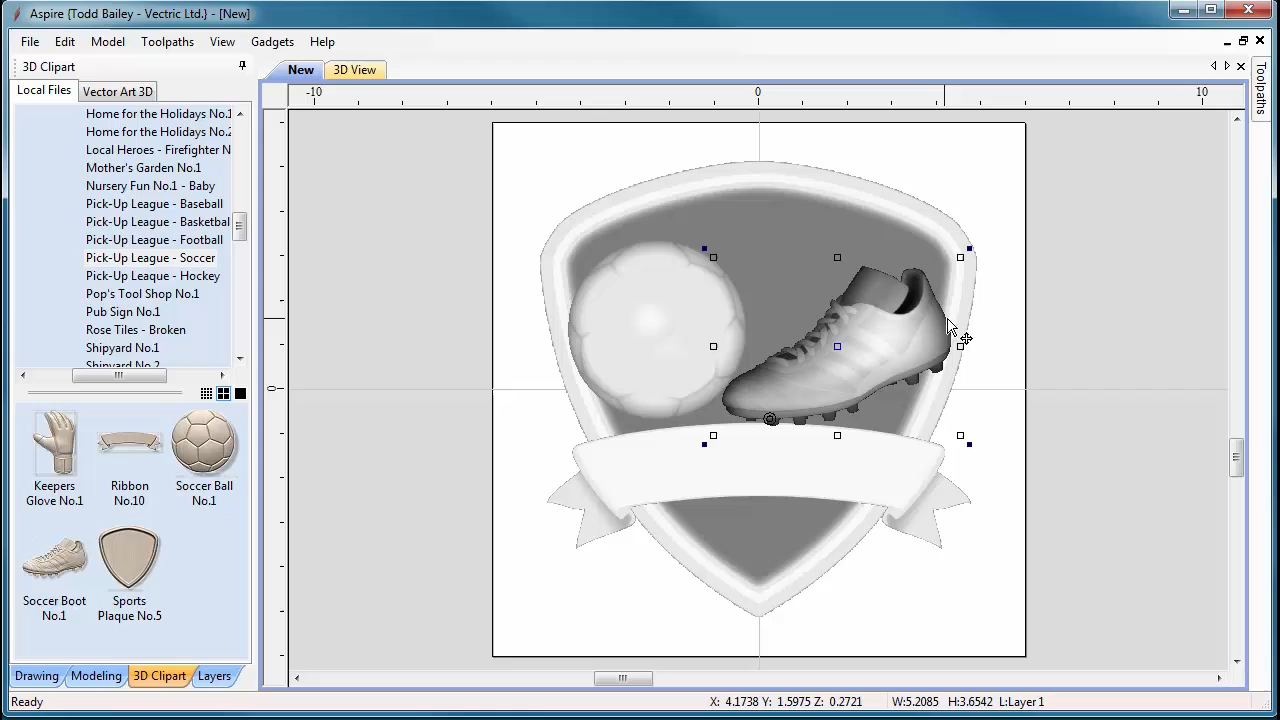 Aspire {Todd Bailey - Vectric Ltd.} - [New]
File Edit Model Toolpaths View Gadgets Help
3D Clipart
Local Files Vector Art 3D
Home for the Holidays No.1
Home for the Holidays No.2
Local Heroes - Firefighter N
Mother's Garden No.1
Nursery Fun No.1 - Baby
Pick-Up League - Baseball
Pick-Up League - Basketbal
Pick-Up League - Football
Pick-Up League - Soccer
Pick-Up League - Hockey
Pop's Tool Shop No.1
Pub Sign No.1
Rose Tiles - Broken
Shipyard No.1
Shipyard No.2
Keepers Glove No.1
Ribbon No.10
Soccer Ball No.1
Soccer Boot No.1
Sports Plaque No.5
Drawing Modeling 3D Clipart Layers
New 3D View
-10 0 10
0
Toolpaths
Ready
X: 4.1738 Y: 1.5975 Z: 0.2721 W:5.2085 H:3.6542 L:Layer 1